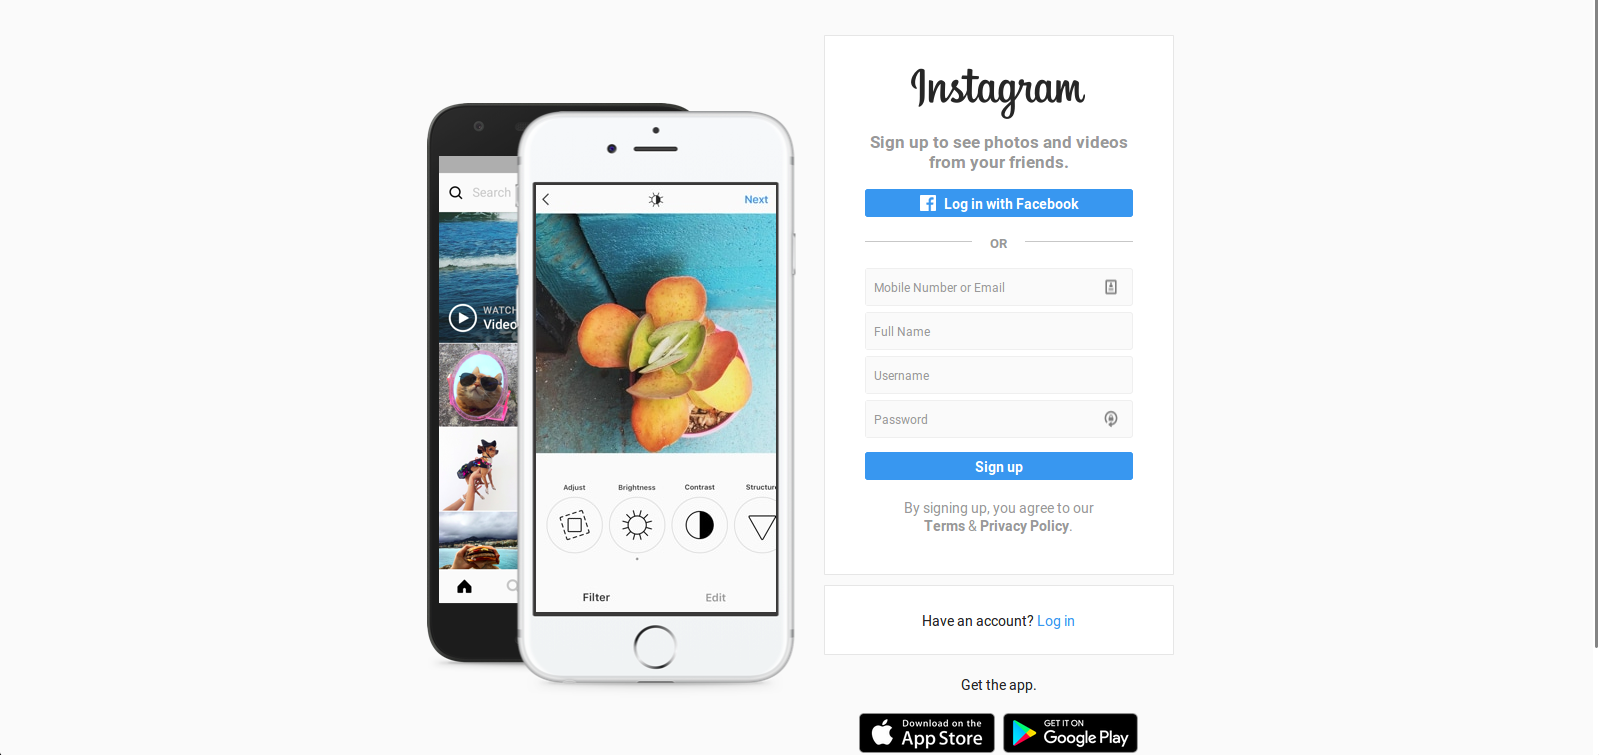 Search
WATCH
Video
Next
Adjust
Brightness
Contrast
Structure
Filter
Edit
Instagram
Sign up to see photos and videos
from your friends.
Log in with Facebook
OR
Mobile Number or Email
Full Name
Username
Password
Sign up
By signing up, you agree to our
Terms & Privacy Policy.
Have an account? Log in
Get the app.
Download on the
App Store
GET IT ON
Google Play